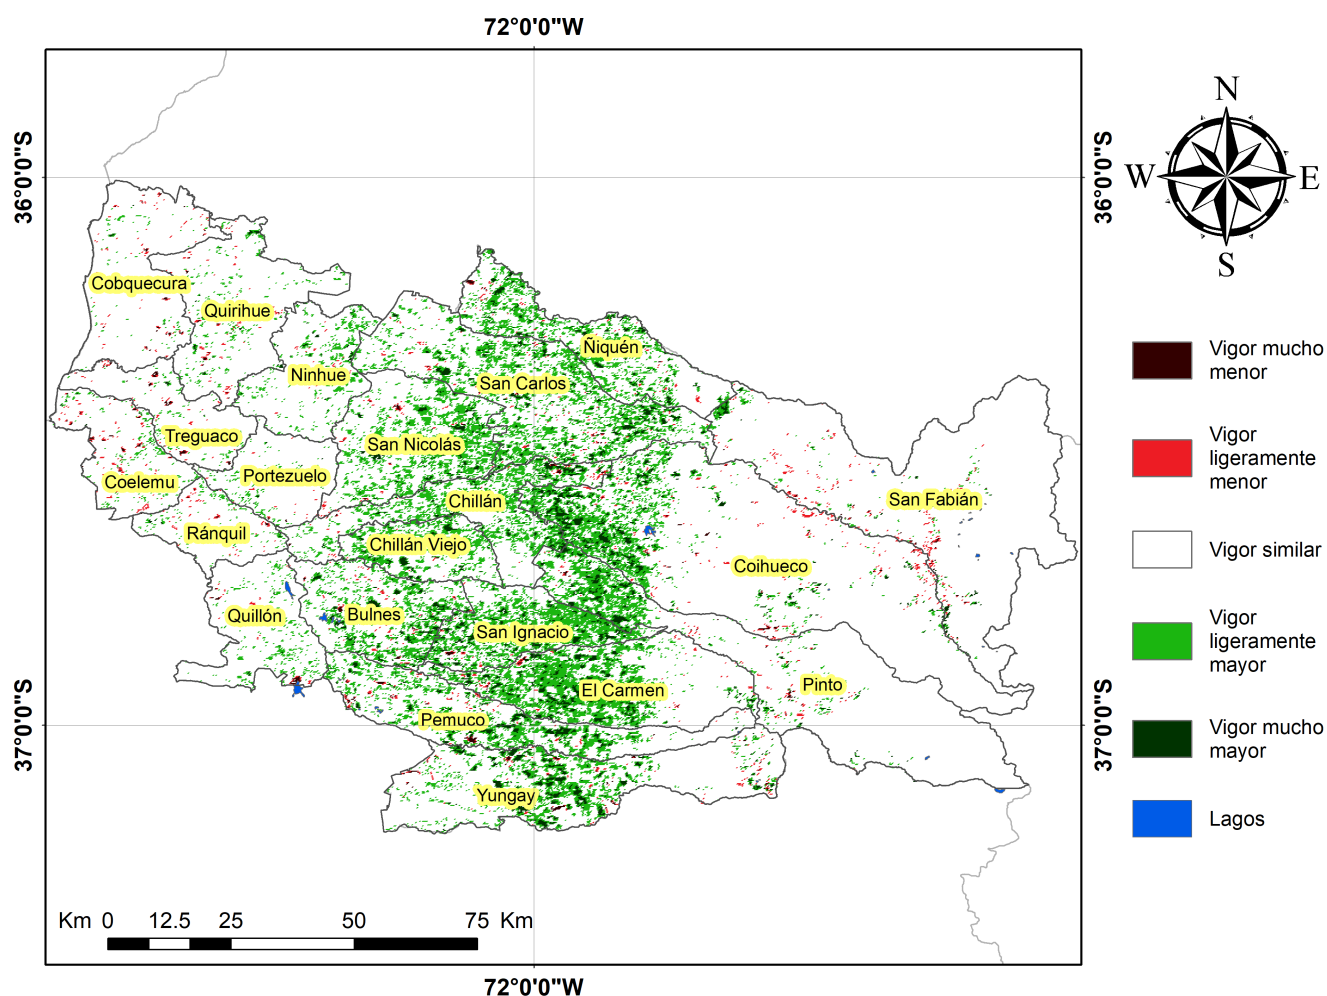 72°0'0"W
36°0'0"S
36°0'0"S
N
W
E
S
Cobquecura
Quirihue
Ñiquén
Ninhue
San Carlos
Treguaco
San Nicolás
Coelemu
Portezuelo
Chillán
San Fabián
Ránquil
Chillán Viejo
Coihueco
Quillón
Bulnes
San Ignacio
El Carmen
Pinto
Pemuco
Yungay
37°0'0"S
37°0'0"S
Vigor mucho
menor
Vigor
ligeramente
menor
Vigor similar
Vigor
ligeramente
mayor
Vigor mucho
mayor
Lagos
Km 0 12.5 25 50 75 Km
72°0'0"W